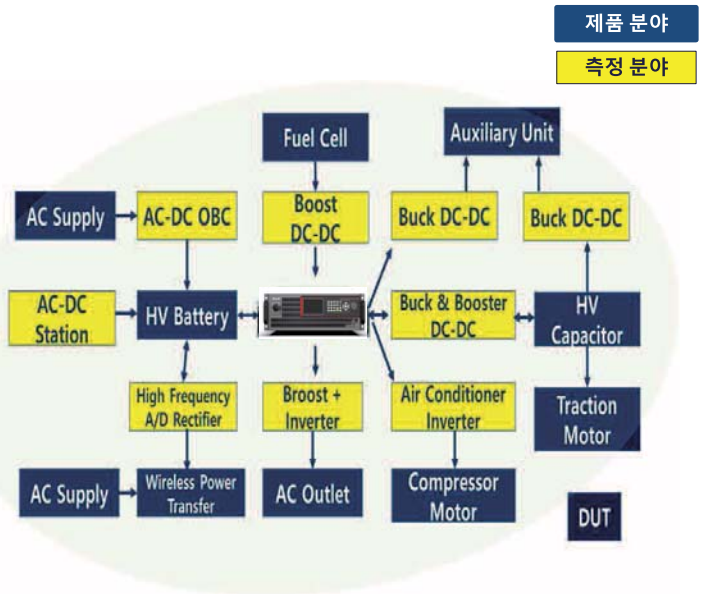 제품 분야
측정 분야
Fuel Cell
Auxiliary Unit
AC Supply
AC-DC OBC
Boost
DC-DC
Buck DC-DC
Buck DC-DC
AC-DC
Station
HV Battery
Buck & Booster
DC-DC
HV
Capacitor
High Frequency
A/D Rectifier
Broost +
Inverter
Air Conditioner
Inverter
Traction
Motor
AC Supply
Wireless Power
Transfer
AC Outlet
Compressor
Motor
DUT